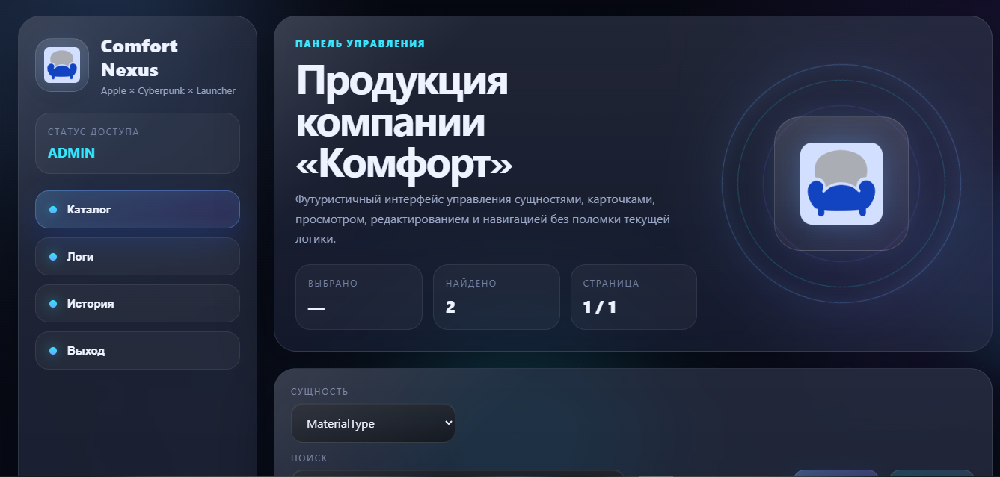 Comfort
Nexus
Apple × Cyberpunk × Launcher
СТАТУС ДОСТУПА
ADMIN
Каталог
Логи
История
Выход
ПАНЕЛЬ УПРАВЛЕНИЯ
Продукция
компании
«Комфорт»
Футуристичный интерфейс управления сущностями, карточками,
просмотром, редактированием и навигацией без поломки текущей
логики.
ВЫБРАНО
—
НАЙДЕНО
2
СТРАНИЦА
1 / 1
СУЩНОСТЬ
MaterialType
ПОИСК